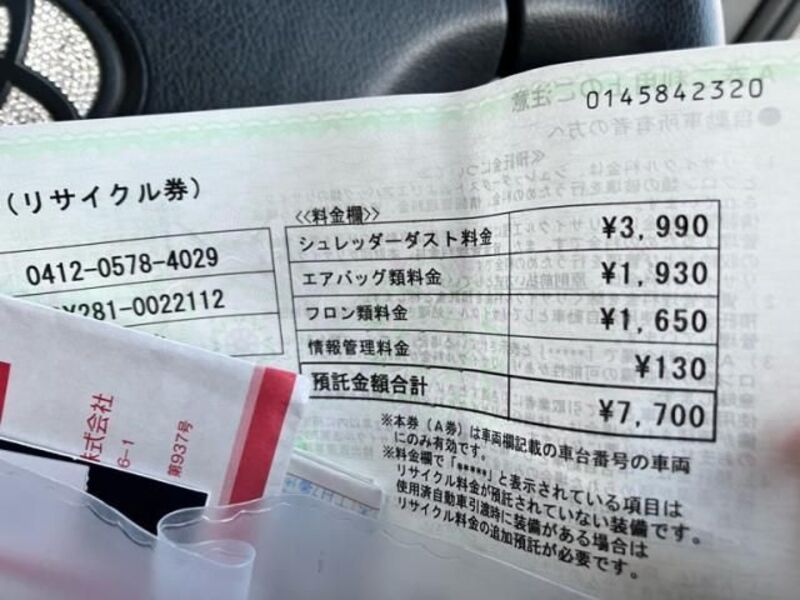 0145842320
(リサイクル券)
0412-0578-4029
281-0022112
≪料金欄≫
シュレッダーダスト料金 ¥3,990
エアバッグ類料金 ¥1,930
フロン類料金 ¥1,650
情報管理料金 ¥130
預託金額合計 ¥7,700
※本券(A券)は車両欄記載の車台番号の車両
にのみ有効です。
※料金欄で「*****」と表示されている項目は
リサイクル料金が預託されていない装備です。
使用済自動車引渡時に装備がある場合は
リサイクル料金の追加預託が必要です。
株式会社
6-1
第937号